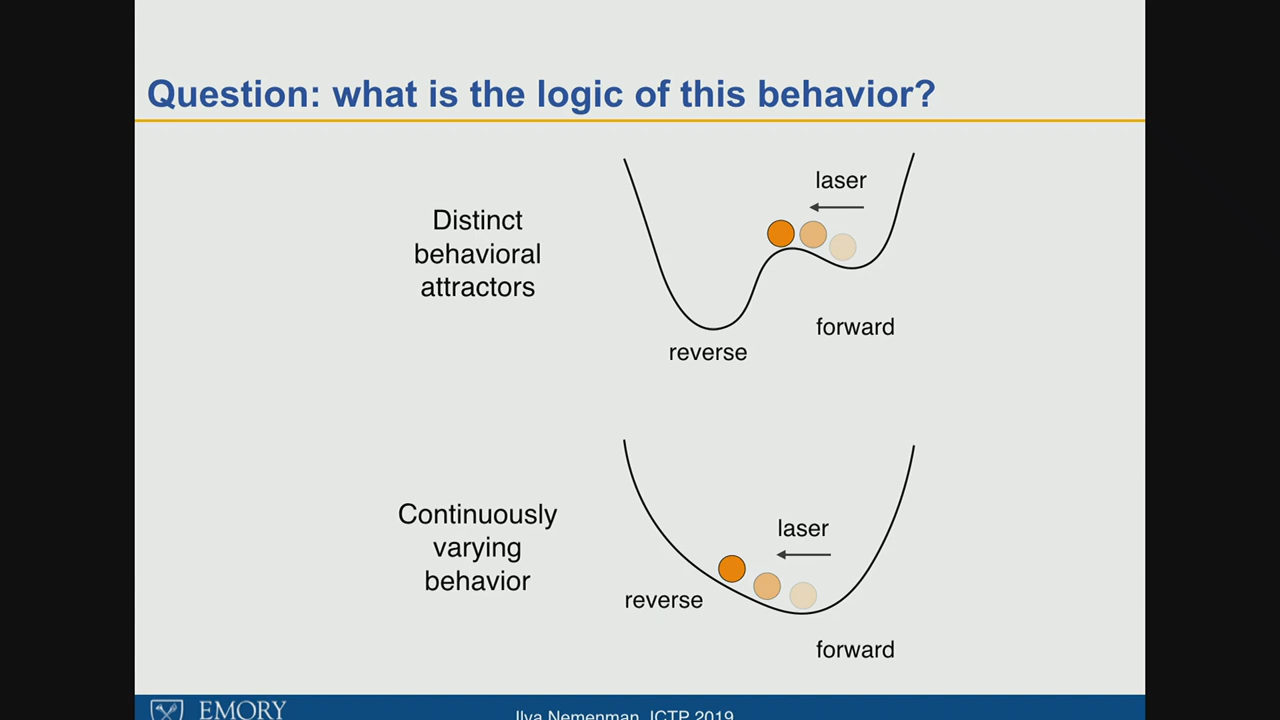 Question: what is the logic of this behavior?
Distinct
behavioral
attractors
laser
forward
reverse
Continuously
varying
behavior
laser
reverse
forward
EMORY
Ilya Nemenman, ICTP 2019